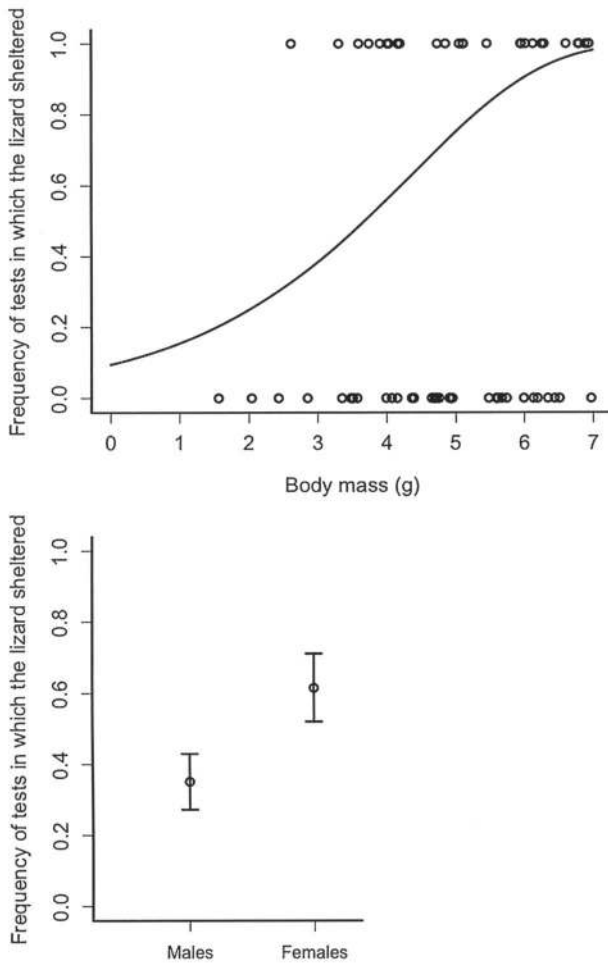 Frequency of tests in which the lizard sheltered
1.0
0.8
0.6
0.4
0.2
0.0
0 1 2 3 4 5 6 7
Body mass (g)
Frequency of tests in which the lizard sheltered
1.0
0.8
0.6
0.4
0.2
0.0
Males Females